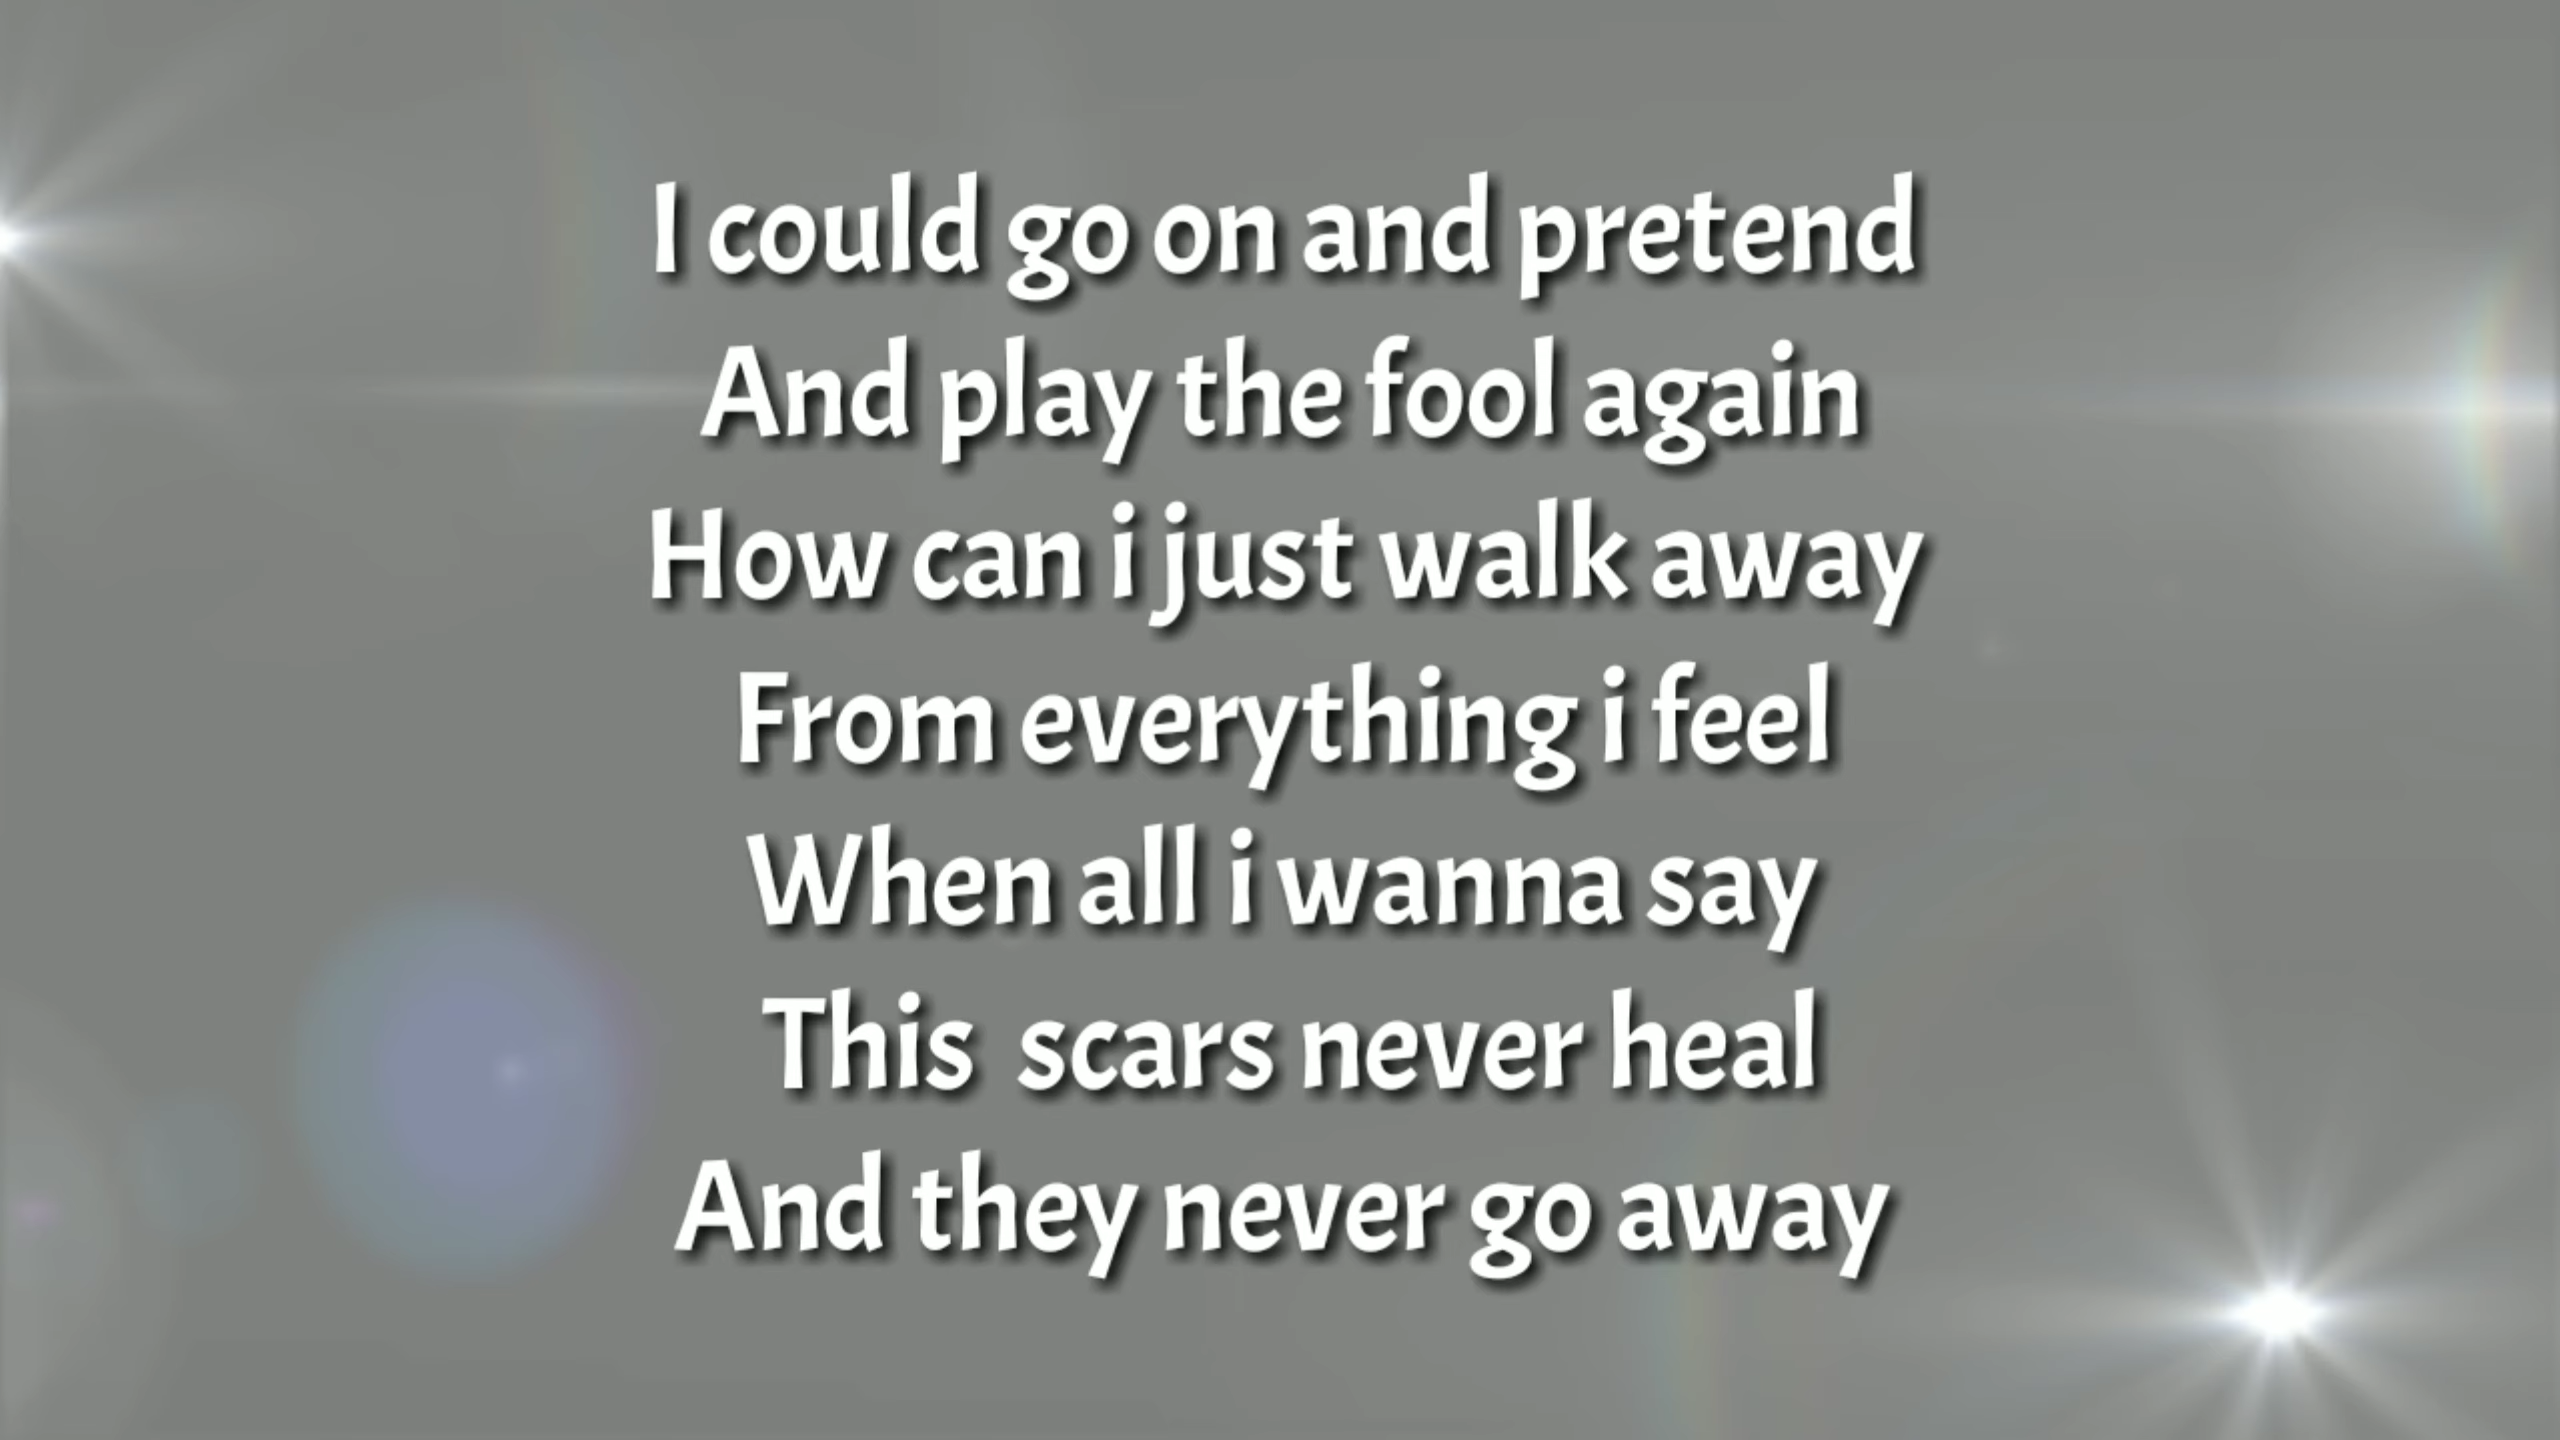 I could go on and pretend
And play the fool again
How can i just walk away
From everything i feel
When all i wanna say
This  scars never heal
And they never go away